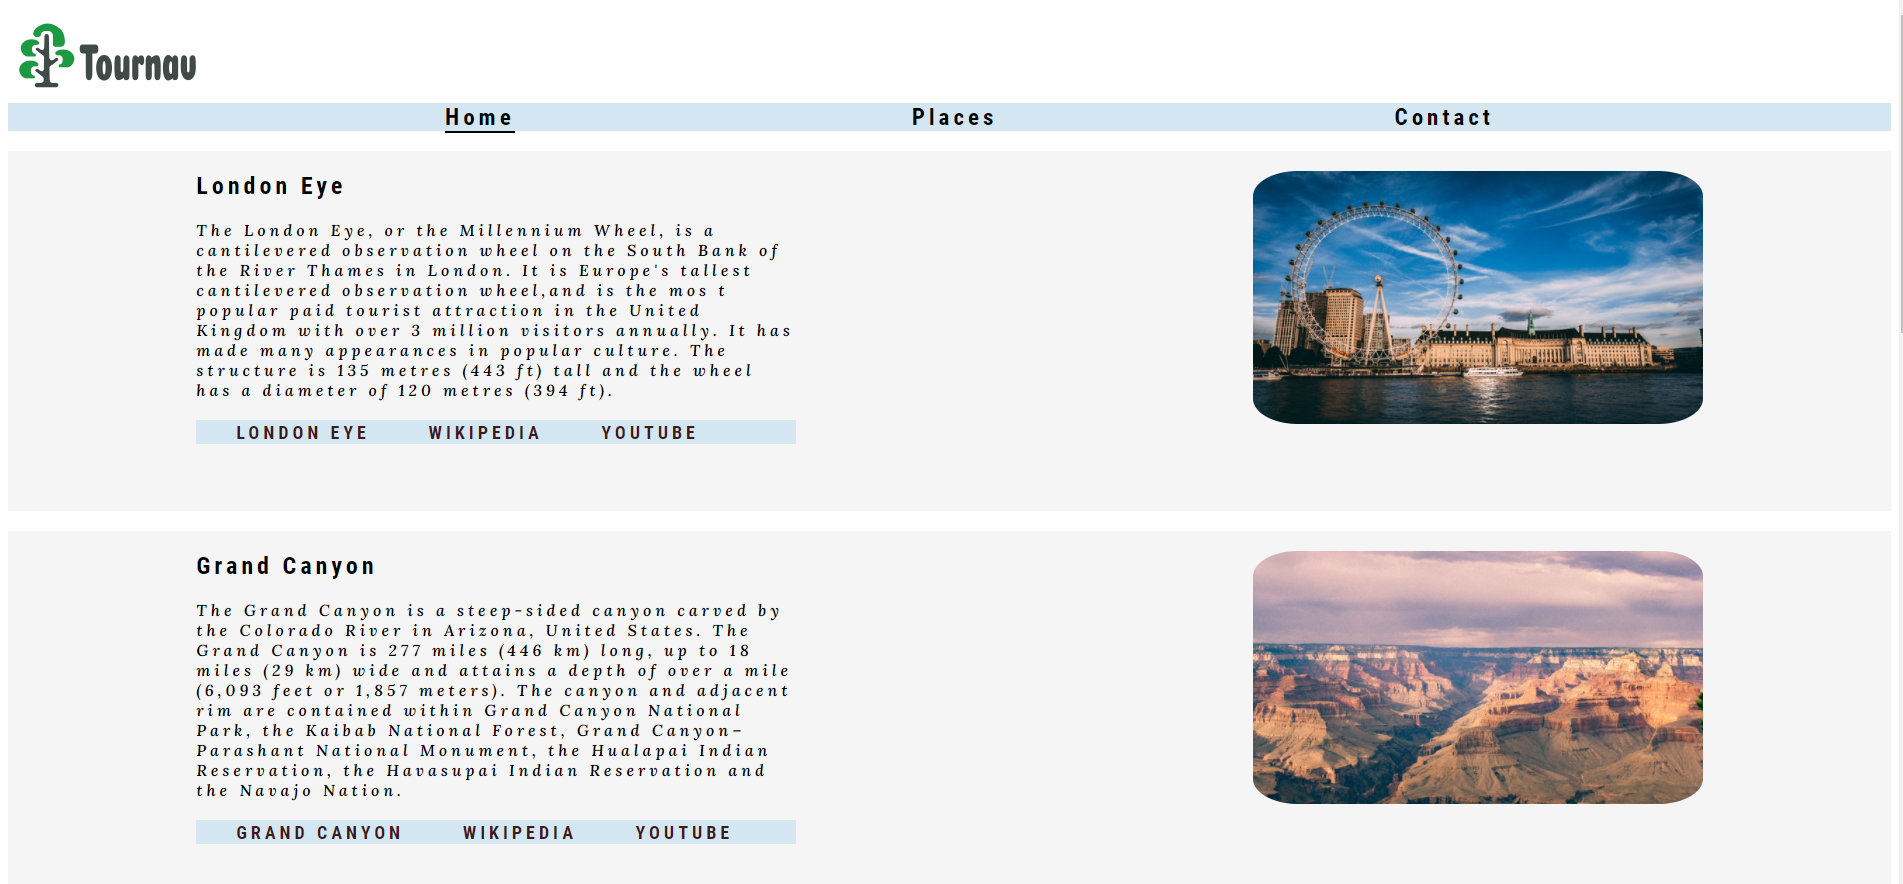 Tournau
Home Places Contact
London Eye
The London Eye, or the Millennium Wheel, is a
cantilevered observation wheel on the South Bank of
the River Thames in London. It is Europe's tallest
cantilevered observation wheel,and is the mos t
popular paid tourist attraction in the United
Kingdom with over 3 million visitors annually. It has
made many appearances in popular culture. The
structure is 135 metres (443 ft) tall and the wheel
has a diameter of 120 metres (394 ft).
LONDON EYE WIKIPEDIA YOUTUBE
Grand Canyon
The Grand Canyon is a steep-sided canyon carved by
the Colorado River in Arizona, United States. The
Grand Canyon is 277 miles (446 km) long, up to 18
miles (29 km) wide and attains a depth of over a mile
(6,093 feet or 1,857 meters). The canyon and adjacent
rim are contained within Grand Canyon National
Park, the Kaibab National Forest, Grand Canyon–
Parashant National Monument, the Hualapai Indian
Reservation, the Havasupai Indian Reservation and
the Navajo Nation.
GRAND CANYON WIKIPEDIA YOUTUBE